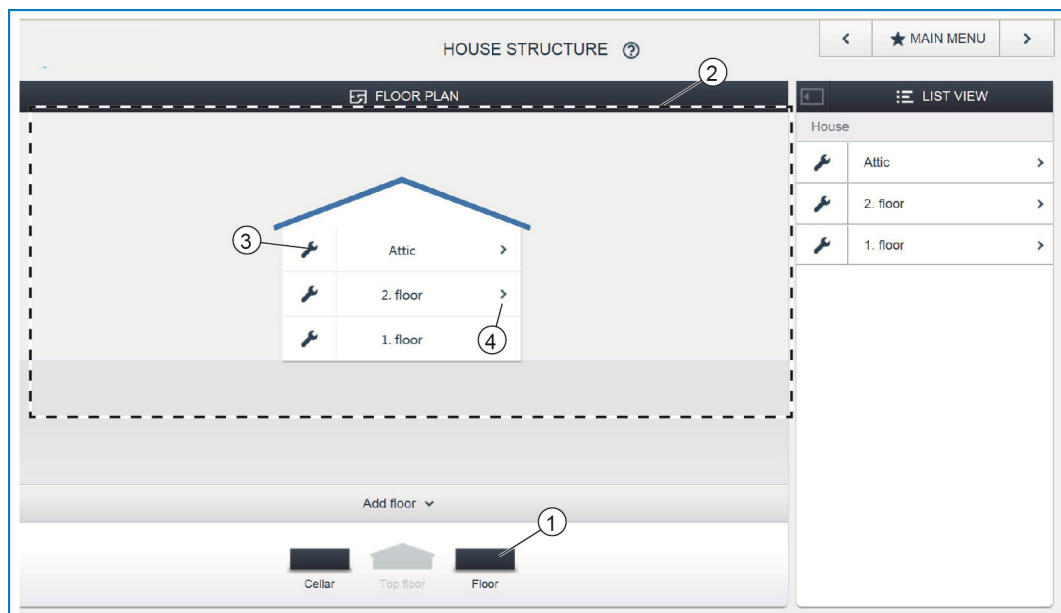 HOUSE STRUCTURE ?
< ★ MAIN MENU >
FLOOR PLAN
2
LIST VIEW
House
Attic >
2. floor >
1. floor >
3
Attic >
2. floor >
1. floor
4
Add floor
1
Cellar
Top floor
Floor